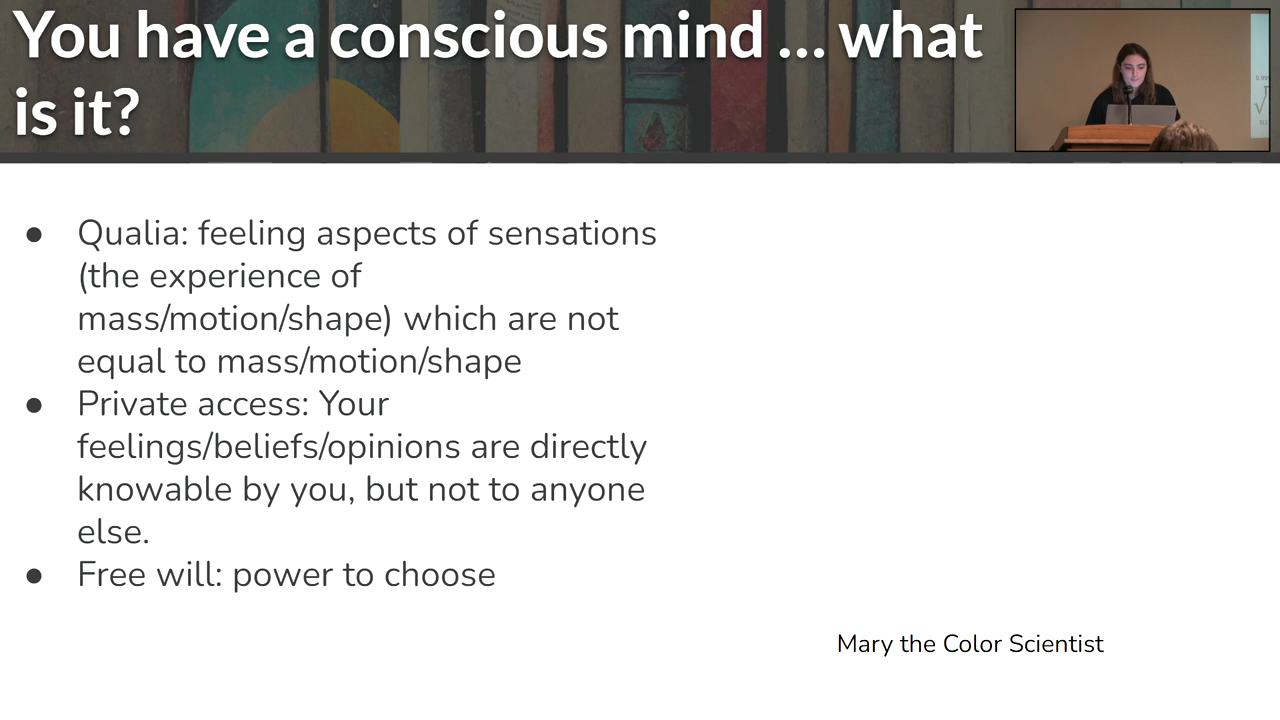 You have a conscious mind ... what
is it?
● Qualia: feeling aspects of sensations
(the experience of
mass/motion/shape) which are not
equal to mass/motion/shape
● Private access: Your
feelings/beliefs/opinions are directly
knowable by you, but not to anyone
else.
● Free will: power to choose
Mary the Color Scientist